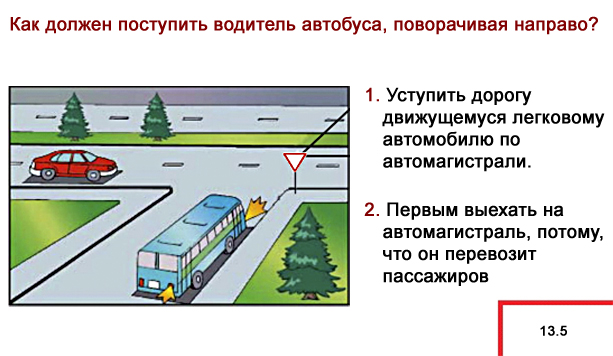 Как должен поступить водитель автобуса, поворачивая направо?
1. Уступить дорогу
движущемуся легковому
автомобилю по
автомагистрали.
2. Первым выехать на
автомагистраль, потому,
что он перевозит
пассажиров
13.5